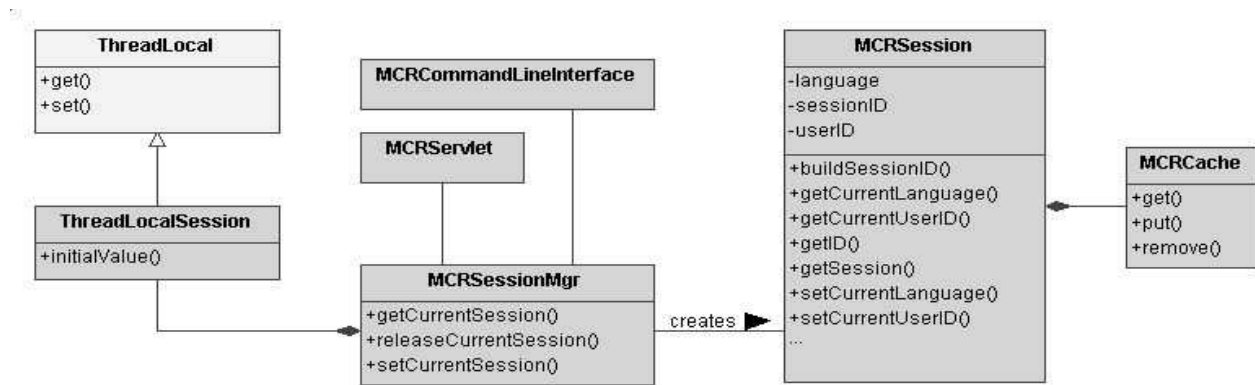 ThreadLocal
+get()
+set()
ThreadLocalSession
+initialValue()
MCRCommandLineInterface
MCRServlet
MCRSessionMgr
+getCurrentSession()
+releaseCurrentSession()
+setCurrentSession()
creates
MCRSession
-language
-sessionID
-userID
+buildSessionID()
+getCurrentLanguage()
+getCurrentUserID()
+getID()
+getSession()
+setCurrentLanguage()
+setCurrentUserID()
...
MCRCache
+get()
+put()
+remove()